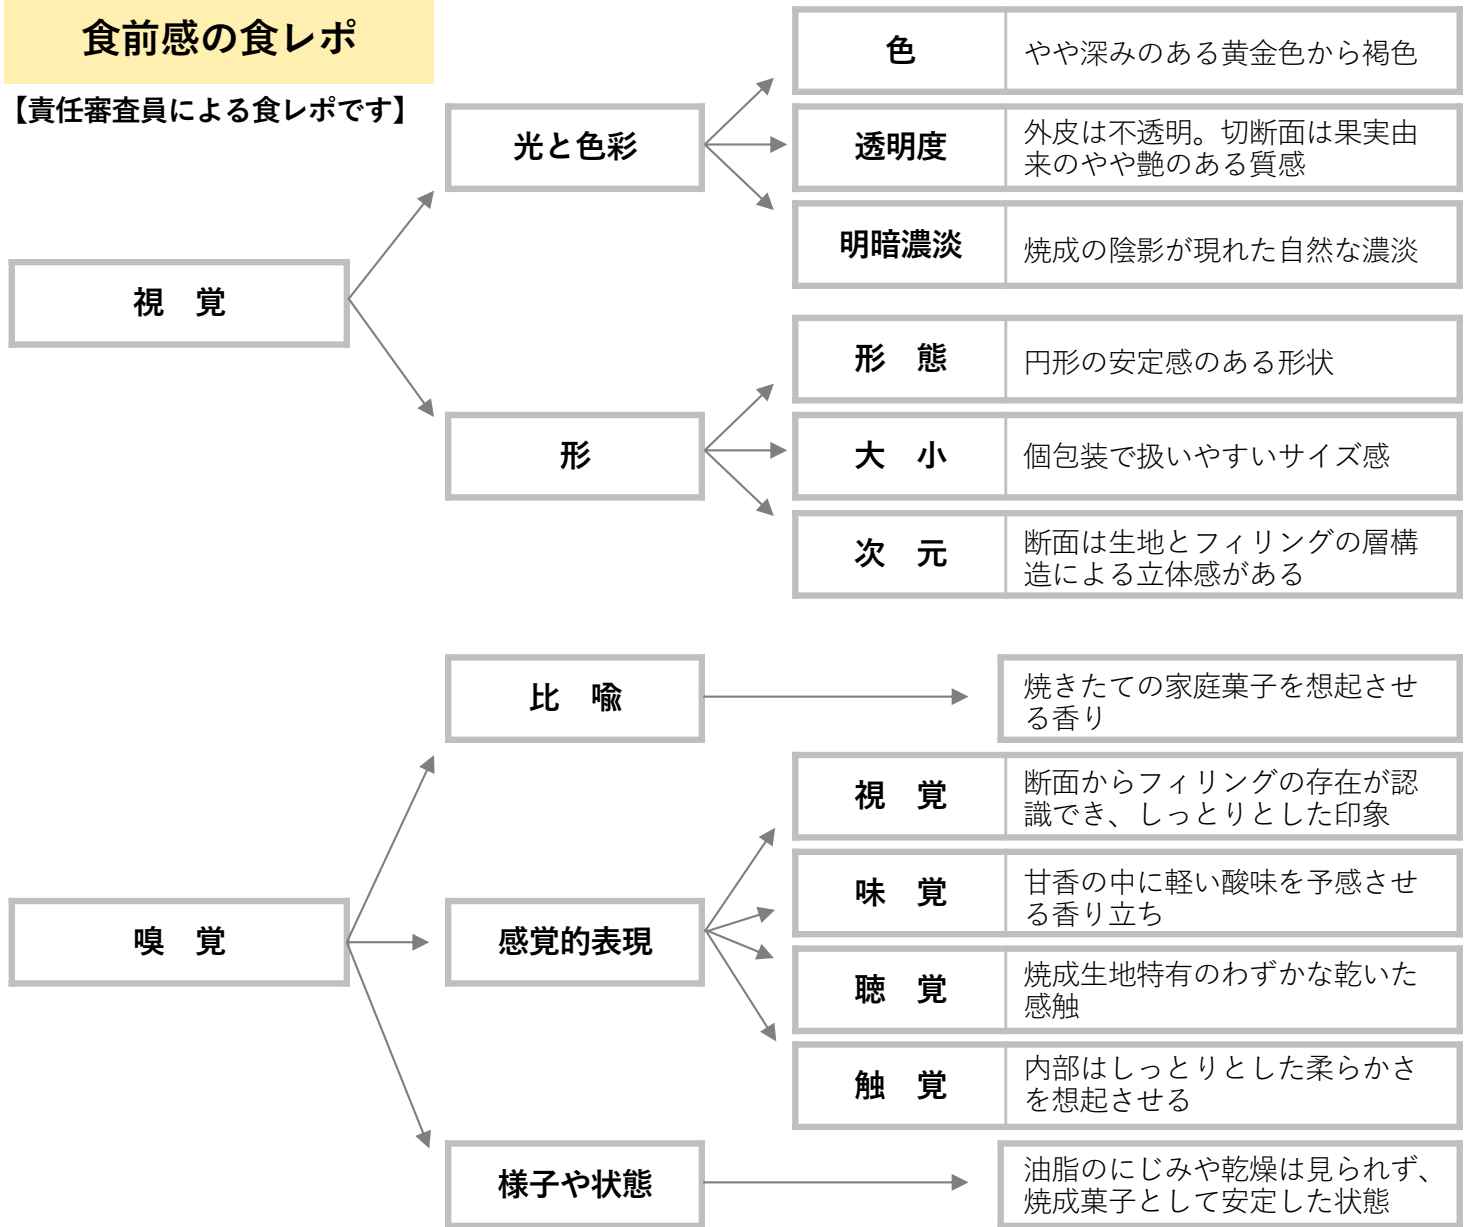 食前感の食レポ
【責任審査員による食レポです】
視　覚
光と色彩
色
やや深みのある黄金色から褐色
透明度
外皮は不透明。切断面は果実由
来のやや艶のある質感
明暗濃淡
焼成の陰影が現れた自然な濃淡
形
形　態
円形の安定感のある形状
大　小
個包装で扱いやすいサイズ感
次　元
断面は生地とフィリングの層構
造による立体感がある
嗅　覚
比　喩
焼きたての家庭菓子を想起させ
る香り
感覚的表現
視　覚
断面からフィリングの存在が認
識でき、しっとりとした印象
味　覚
甘香の中に軽い酸味を予感させ
る香り立ち
聴　覚
焼成生地特有のわずかな乾いた
感触
触　覚
内部はしっとりとした柔らかさ
を想起させる
様子や状態
油脂のにじみや乾燥は見られず、
焼成菓子として安定した状態